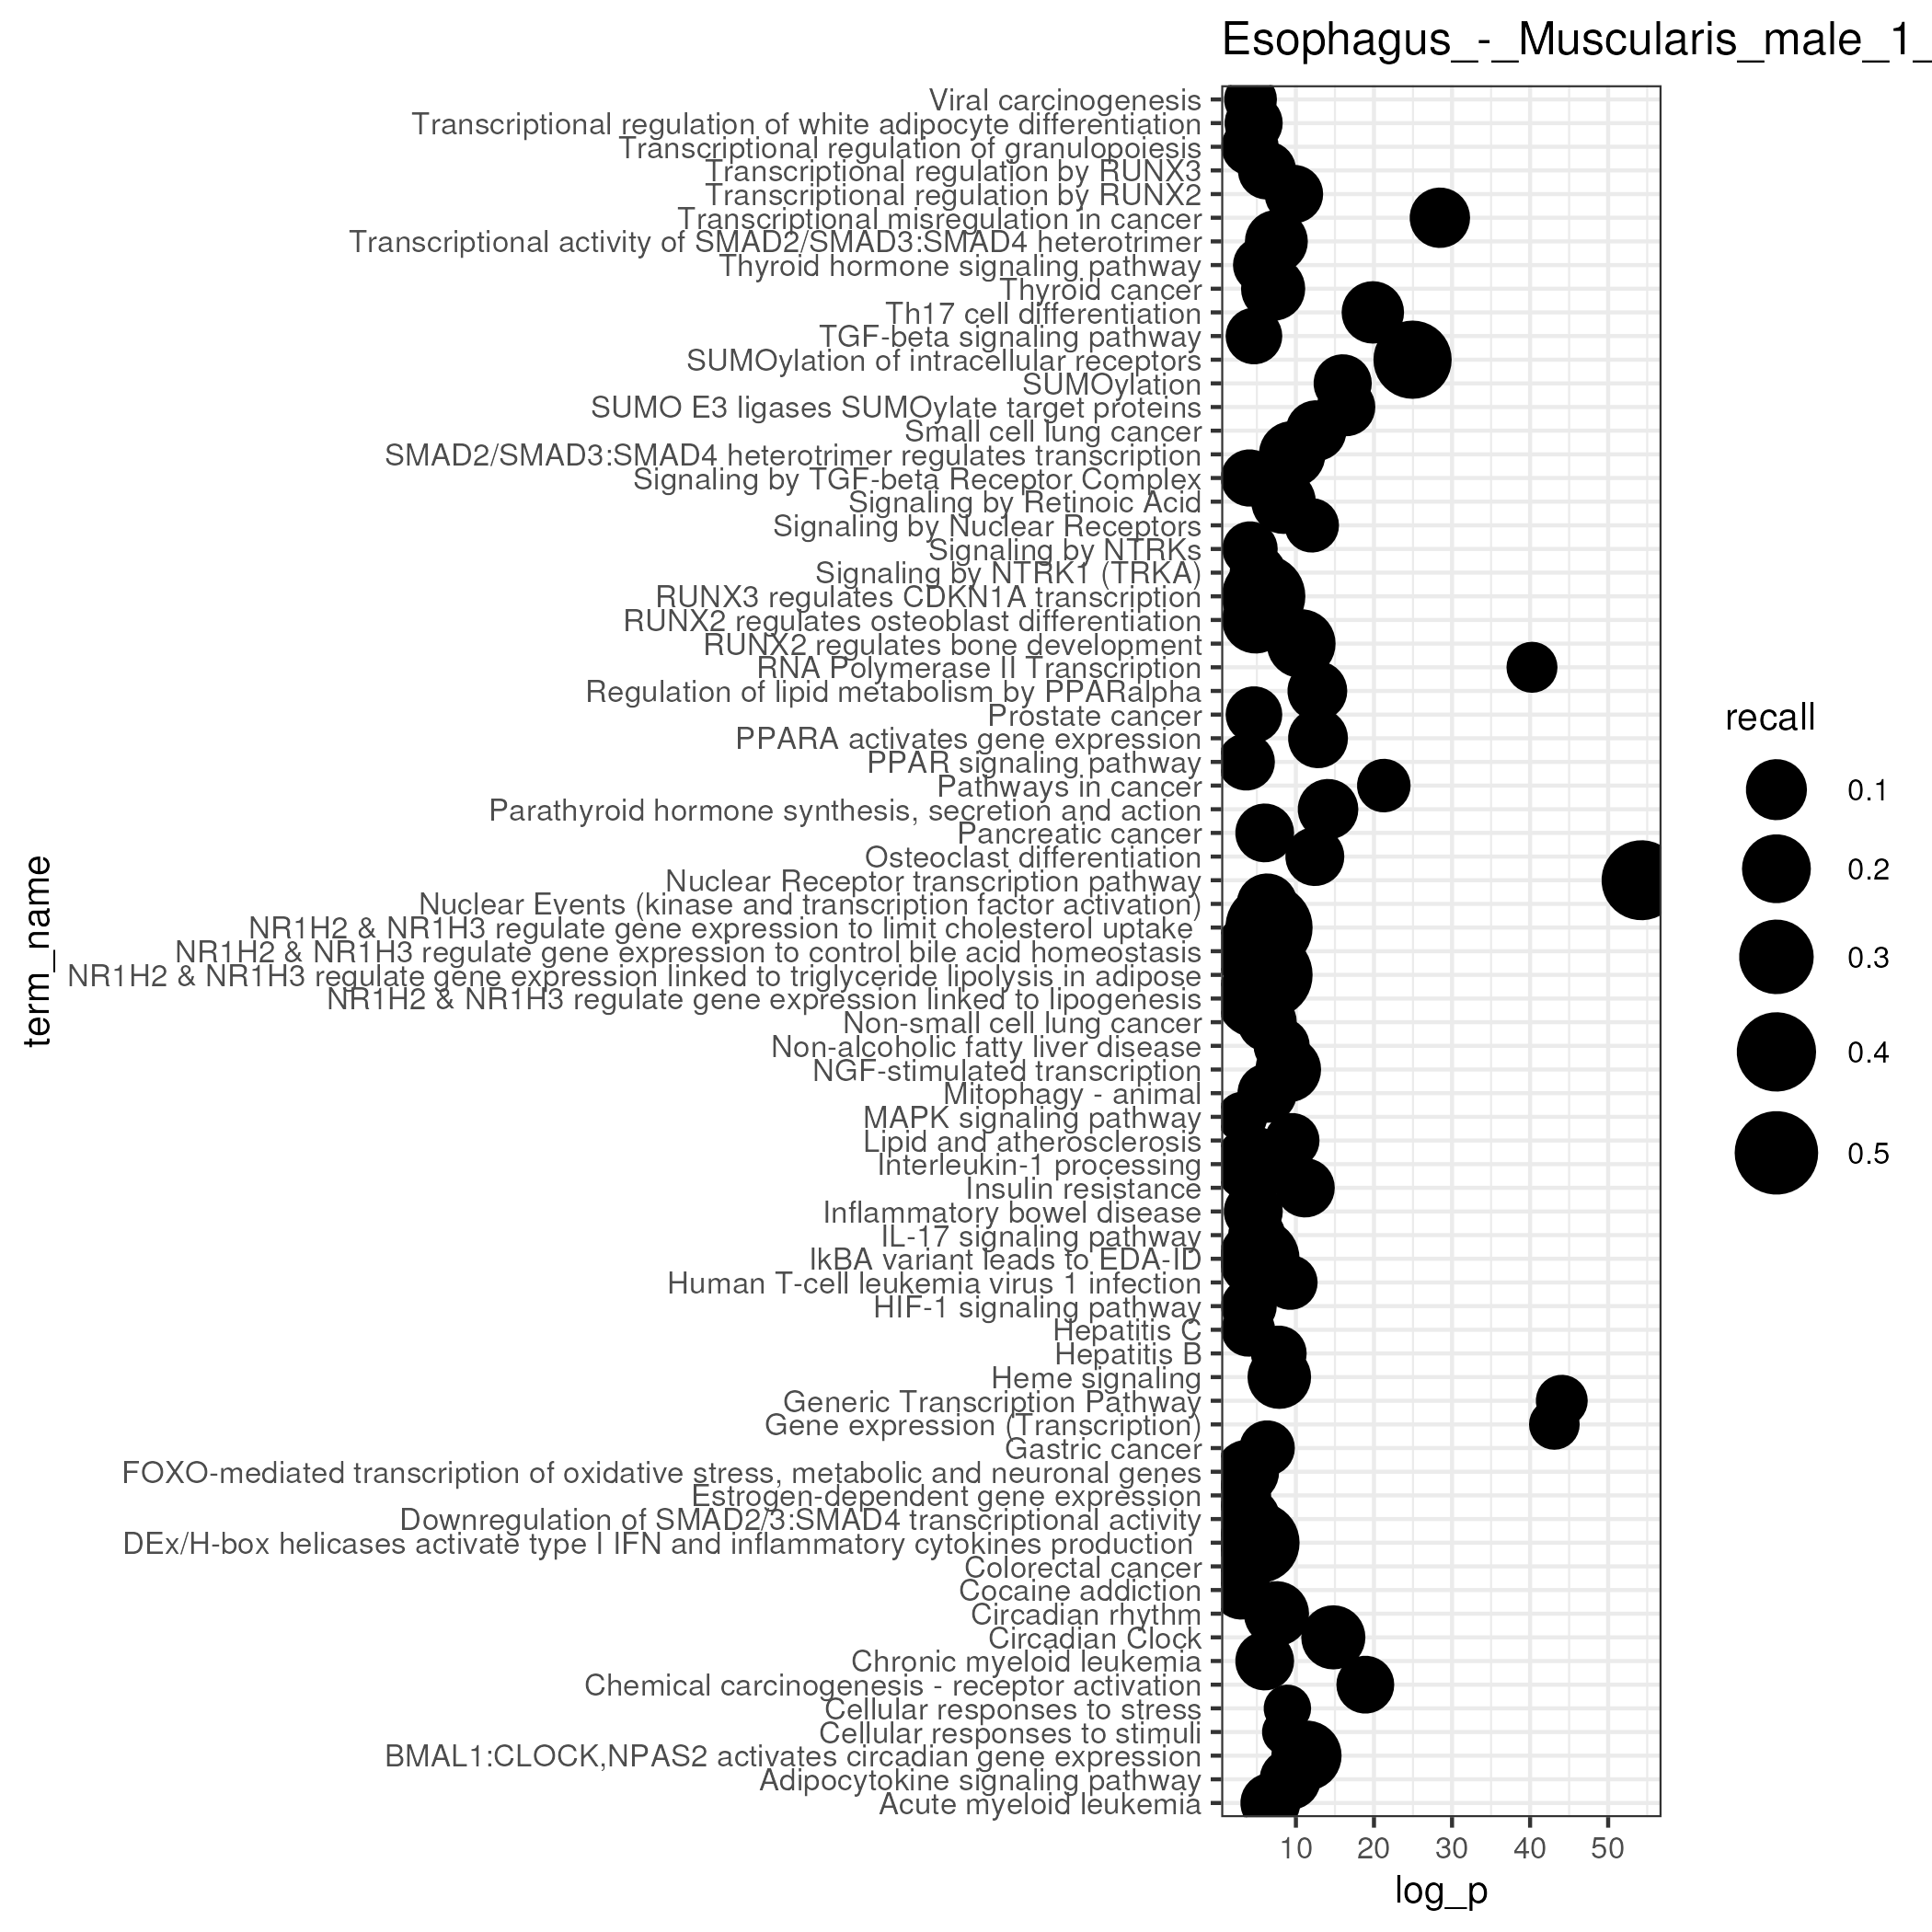 Esophagus_-_Muscularis_male_1_
Viral carcinogenesis
Transcriptional regulation of white adipocyte differentiation
Transcriptional regulation of granulopoiesis
Transcriptional regulation by RUNX3
Transcriptional regulation by RUNX2
Transcriptional misregulation in cancer
Transcriptional activity of SMAD2/SMAD3:SMAD4 heterotrimer
Thyroid hormone signaling pathway
Thyroid cancer
Th17 cell differentiation
TGF-beta signaling pathway
SUMOylation of intracellular receptors
SUMOylation
SUMO E3 ligases SUMOylate target proteins
Small cell lung cancer
SMAD2/SMAD3:SMAD4 heterotrimer regulates transcription
Signaling by TGF-beta Receptor Complex
Signaling by Retinoic Acid
Signaling by Nuclear Receptors
Signaling by NTRKs
Signaling by NTRK1 (TRKA)
RUNX3 regulates CDKN1A transcription
RUNX2 regulates osteoblast differentiation
RUNX2 regulates bone development
RNA Polymerase II Transcription
Regulation of lipid metabolism by PPARalpha
Prostate cancer
PPARA activates gene expression
PPAR signaling pathway
Pathways in cancer
Parathyroid hormone synthesis, secretion and action
Pancreatic cancer
Osteoclast differentiation
Nuclear Receptor transcription pathway
Nuclear Events (kinase and transcription factor activation)
NR1H2 & NR1H3 regulate gene expression to limit cholesterol uptake
NR1H2 & NR1H3 regulate gene expression to control bile acid homeostasis
NR1H2 & NR1H3 regulate gene expression linked to triglyceride lipolysis in adipose
NR1H2 & NR1H3 regulate gene expression linked to lipogenesis
Non-small cell lung cancer
Non-alcoholic fatty liver disease
NGF-stimulated transcription
Mitophagy - animal
MAPK signaling pathway
Lipid and atherosclerosis
Interleukin-1 processing
Insulin resistance
Inflammatory bowel disease
IL-17 signaling pathway
IkBA variant leads to EDA-ID
Human T-cell leukemia virus 1 infection
HIF-1 signaling pathway
Hepatitis C
Hepatitis B
Heme signaling
Generic Transcription Pathway
Gene expression (Transcription)
Gastric cancer
FOXO-mediated transcription of oxidative stress, metabolic and neuronal genes
Estrogen-dependent gene expression
Downregulation of SMAD2/3:SMAD4 transcriptional activity
DEx/H-box helicases activate type I IFN and inflammatory cytokines production
Colorectal cancer
Cocaine addiction
Circadian rhythm
Circadian Clock
Chronic myeloid leukemia
Chemical carcinogenesis - receptor activation
Cellular responses to stress
Cellular responses to stimuli
BMAL1:CLOCK,NPAS2 activates circadian gene expression
Adipocytokine signaling pathway
Acute myeloid leukemia
term_name
10 20 30 40 50
log_p
recall
0.1
0.2
0.3
0.4
0.5